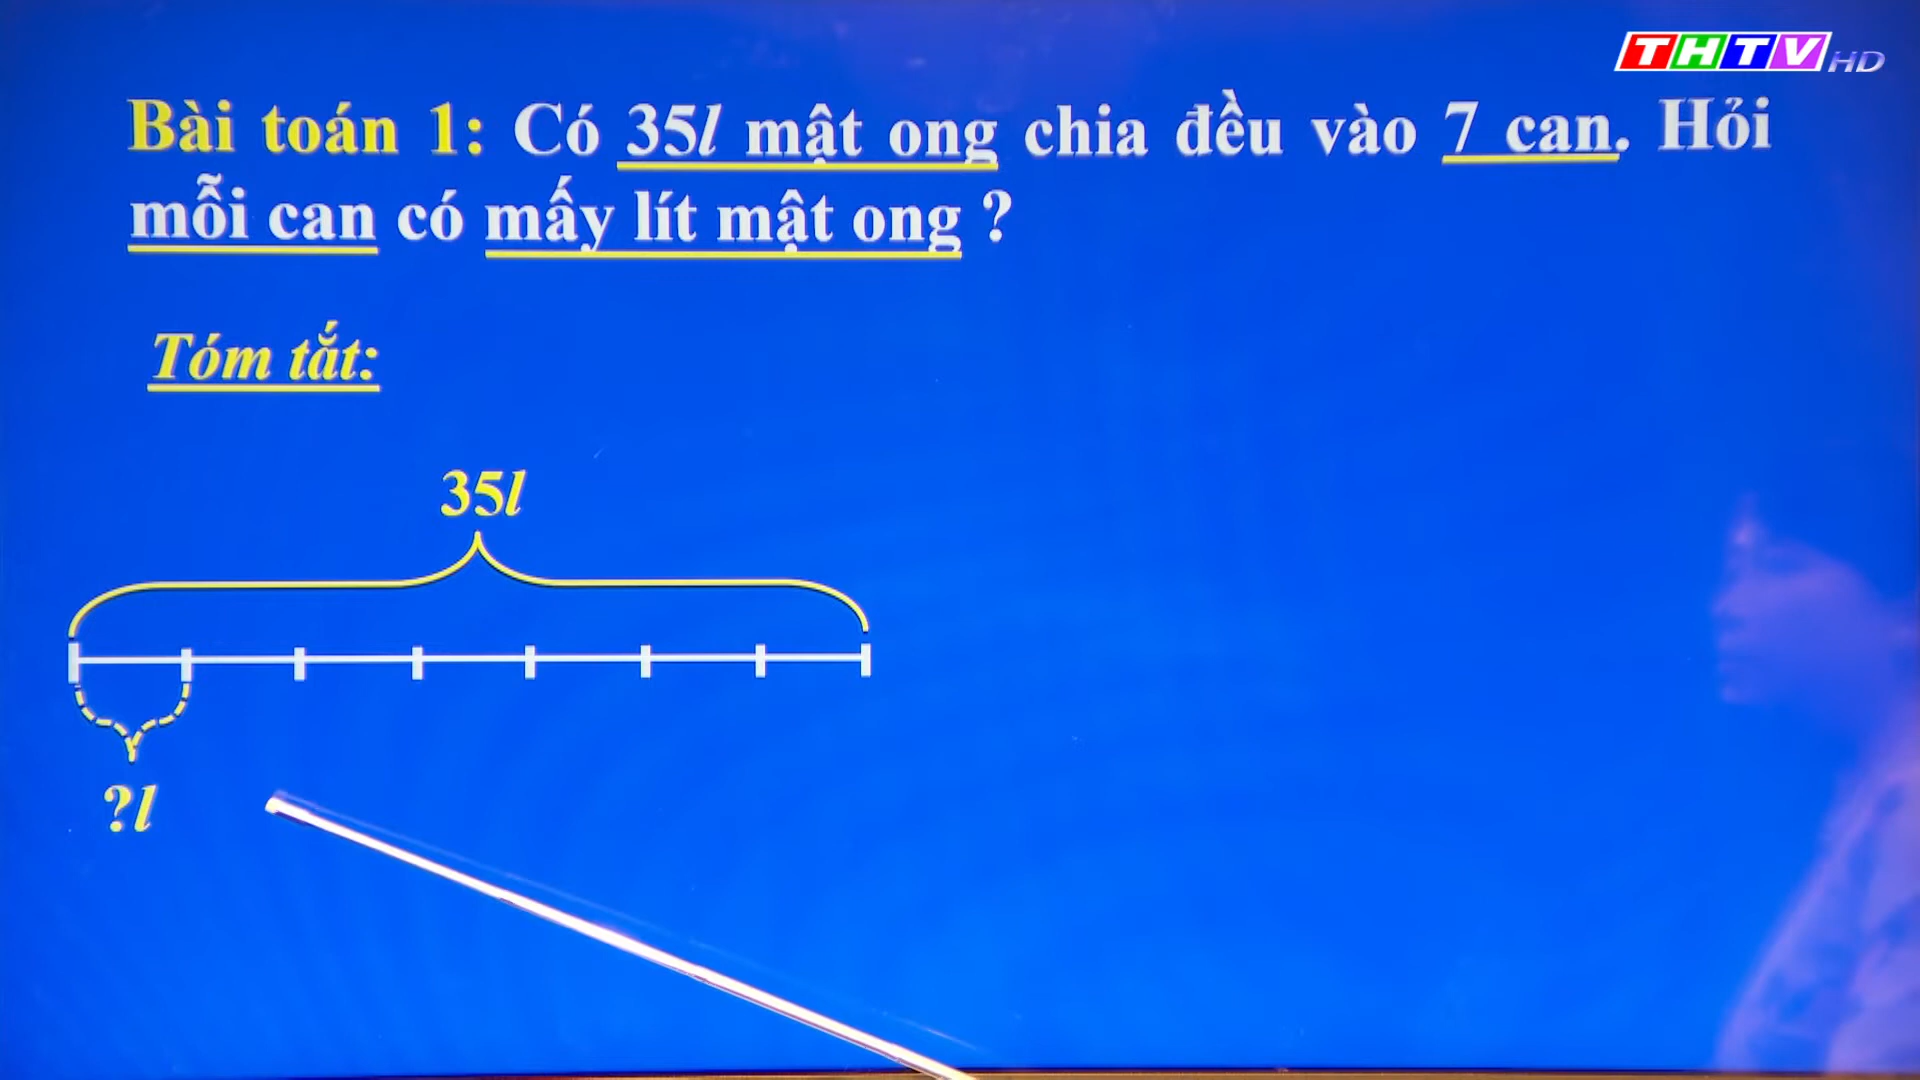 THTV HD
Bài toán 1: Có 35l mật ong chia đều vào 7 can. Hỏi
mỗi can có mấy lít mật ong ?
Tóm tắt:
35l
?l